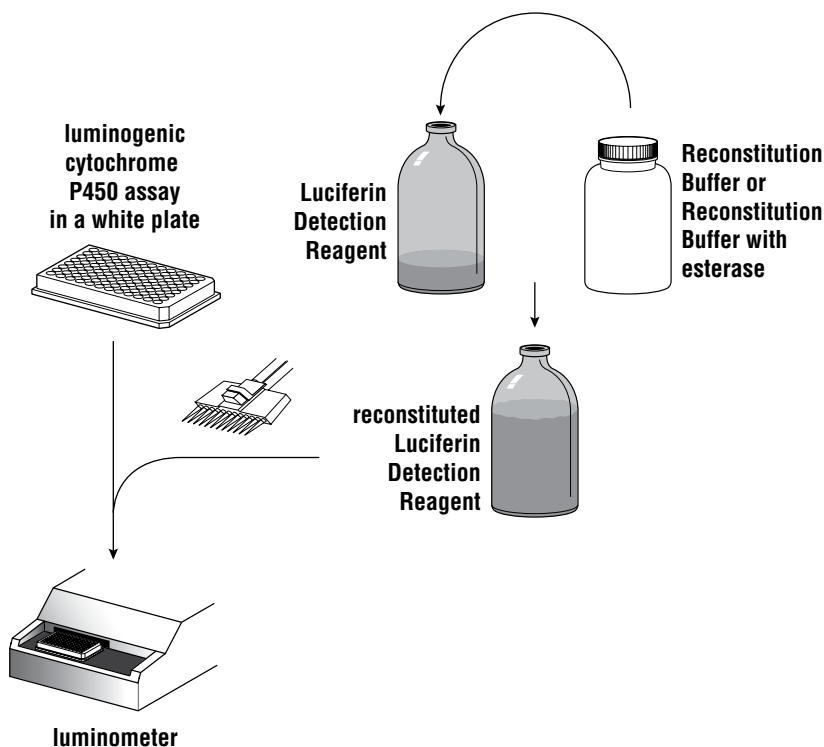 luminogenic
cytochrome
P450 assay
in a white plate
Luciferin
Detection
Reagent
Reconstitution
Buffer or
Reconstitution
Buffer with
esterase
reconstituted
Luciferin
Detection
Reagent
luminometer